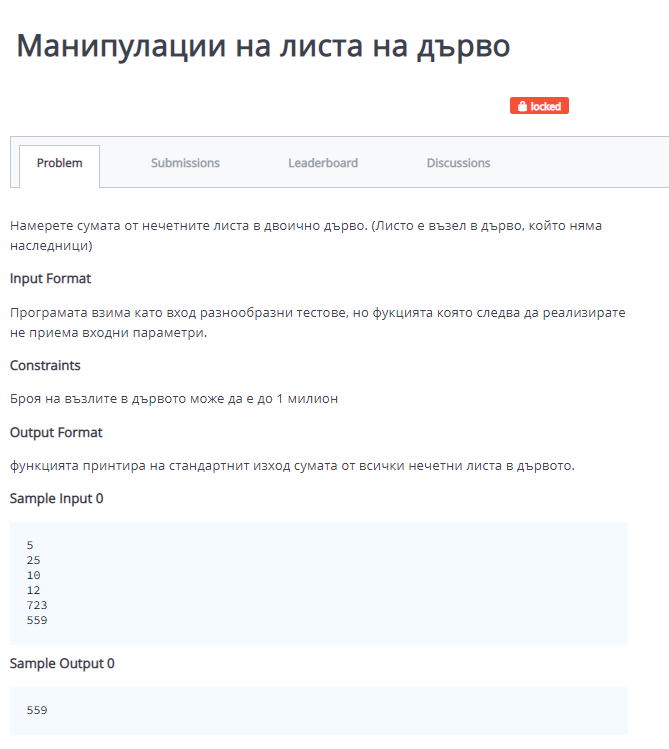 Манипулации на листа на дърво
locked
Problem Submissions Leaderboard Discussions
Намерете сумата от нечетните листа в двоично дърво. (Листо е възел в дърво, който няма
наследници)
Input Format
Програмата взима като вход разнообразни тестове, но фукцията която следва да реализирате
не приема входни параметри.
Constraints
Броя на възлите в дървото може да е до 1 милион
Output Format
функцията принтира на стандартнит изход сумата от всички нечетни листа в дървото.
Sample Input 0
5
25
10
12
723
559
Sample Output 0
559